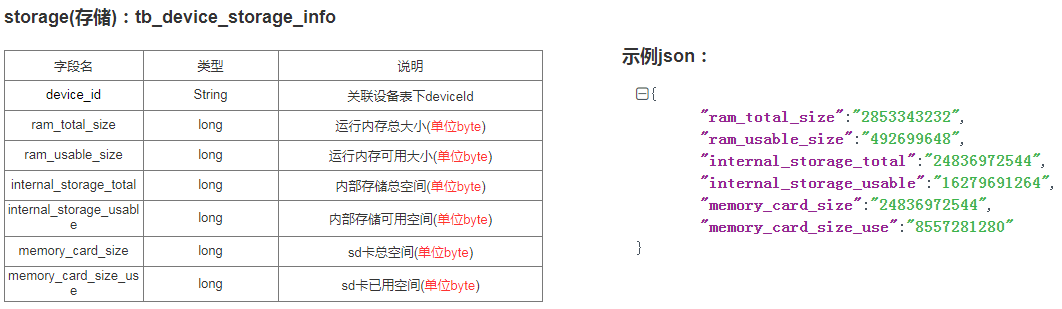 storage(存储)：tb_device_storage_info
字段名 类型 说明
device_id String 关联设备表下deviceId
ram_total_size long 运行内存总大小(单位byte)
ram_usable_size long 运行内存可用大小(单位byte)
internal_storage_total long 内部存储总空间(单位byte)
internal_storage_usabl
e long 内部存储可用空间(单位byte)
memory_card_size long sd卡总空间(单位byte)
memory_card_size_us
e long sd卡已用空间(单位byte)
示例json：
{
"ram_total_size":"2853343232",
"ram_usable_size":"492699648",
"internal_storage_total":"24836972544",
"internal_storage_usable":"16279691264",
"memory_card_size":"24836972544",
"memory_card_size_use":"8557281280"
}